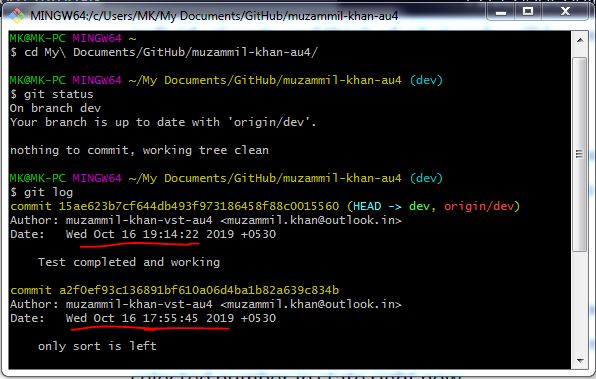 MINGW64:/c/Users/MK/My Documents/GitHub/muzammil-khan-au4
MK@MK-PC MINGW64 ~
$ cd My\ Documents/GitHub/muzammil-khan-au4/
MK@MK-PC MINGW64 ~/My Documents/GitHub/muzammil-khan-au4 (dev)
$ git status
On branch dev
Your branch is up to date with 'origin/dev'.
nothing to commit, working tree clean
MK@MK-PC MINGW64 ~/My Documents/GitHub/muzammil-khan-au4 (dev)
$ git log
commit 15ae623b7cf644db493f973186458f88c0015560 (HEAD -> dev, origin/dev)
Author: muzammil-khan-vst-au4 <muzammil.khan@outlook.in>
Date:   Wed Oct 16 19:14:22 2019 +0530
Test completed and working
commit a2f0ef93c136891bf610a06d4ba1b82a639c834b
Author: muzammil-khan-vst-au4 <muzammil.khan@outlook.in>
Date:   Wed Oct 16 17:55:45 2019 +0530
only sort is left